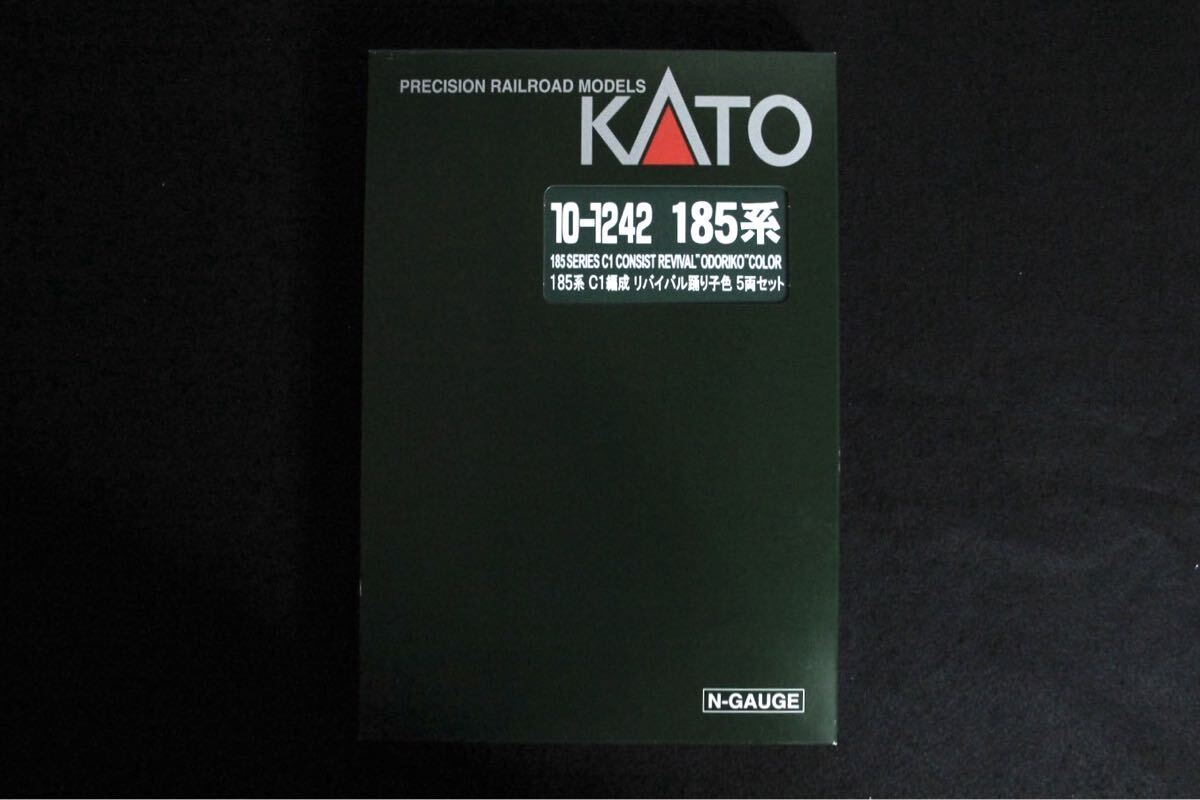 PRECISION RAILROAD MODELS
KATO
10-1242 185系
185 SERIES C1 CONSIST REVIVAL"ODORIKO"COLOR
185系 C1編成 リバイバル踊り子色 5両セット
N-GAUGE